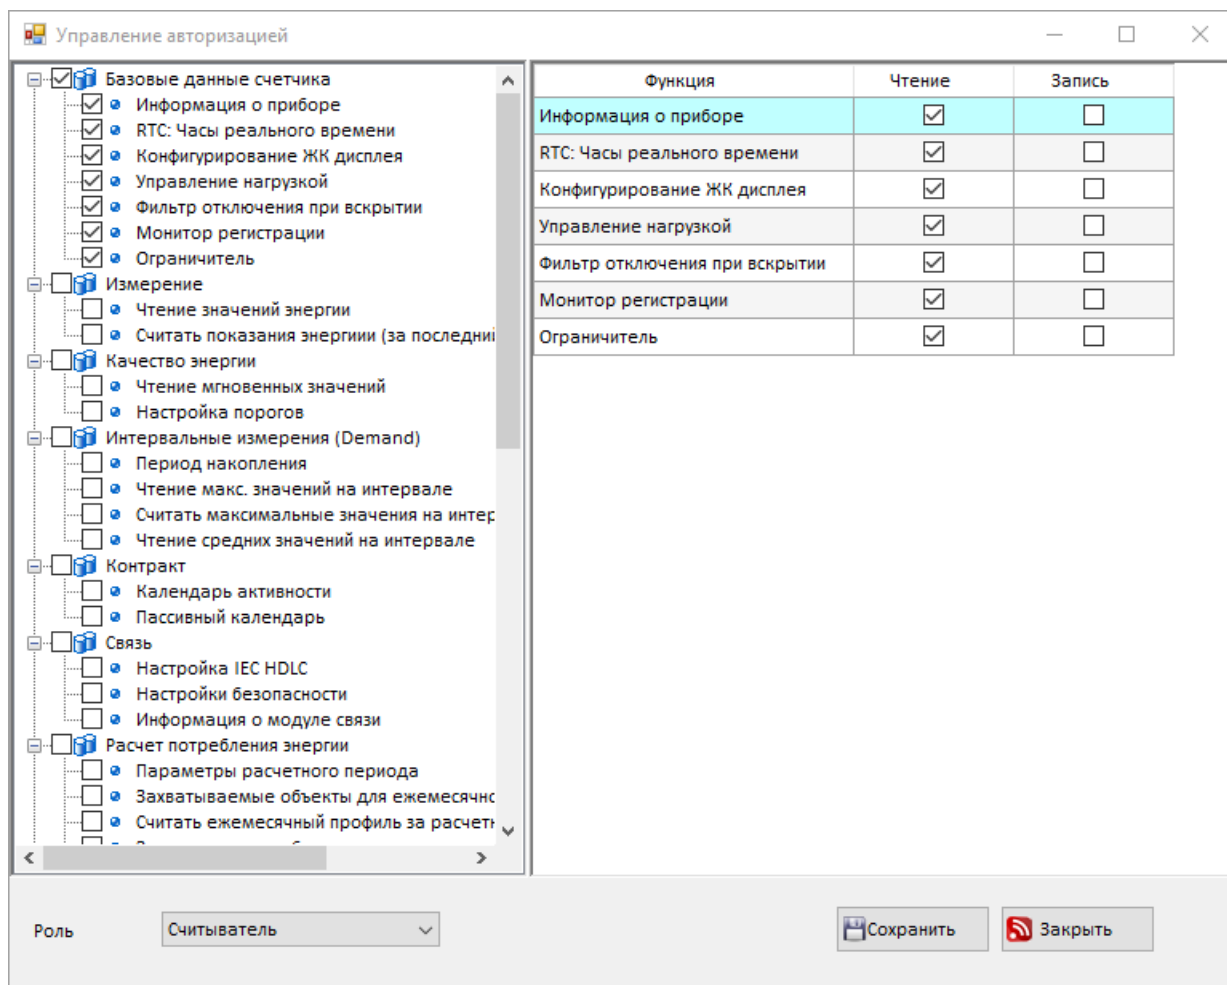 Управление авторизацией
Базовые данные счетчика
Информация о приборе
RTC: Часы реального времени
Конфигурирование ЖК дисплея
Управление нагрузкой
Фильтр отключения при вскрытии
Монитор регистрации
Ограничитель
Измерение
Чтение значений энергии
Считать показания энергиии (за последний
Качество энергии
Чтение мгновенных значений
Настройка порогов
Интервальные измерения (Demand)
Период накопления
Чтение макс. значений на интервале
Считать максимальные значения на интер
Чтение средних значений на интервале
Контракт
Календарь активности
Пассивный календарь
Связь
Настройка IEC HDLC
Настройки безопасности
Информация о модуле связи
Расчет потребления энергии
Параметры расчетного периода
Захватываемые объекты для ежемесячно
Считать ежемесячный профиль за расчетн
Функция Чтение Запись
Информация о приборе
RTC: Часы реального времени
Конфигурирование ЖК дисплея
Управление нагрузкой
Фильтр отключения при вскрытии
Монитор регистрации
Ограничитель
Роль Считыватель Сохранить Закрыть